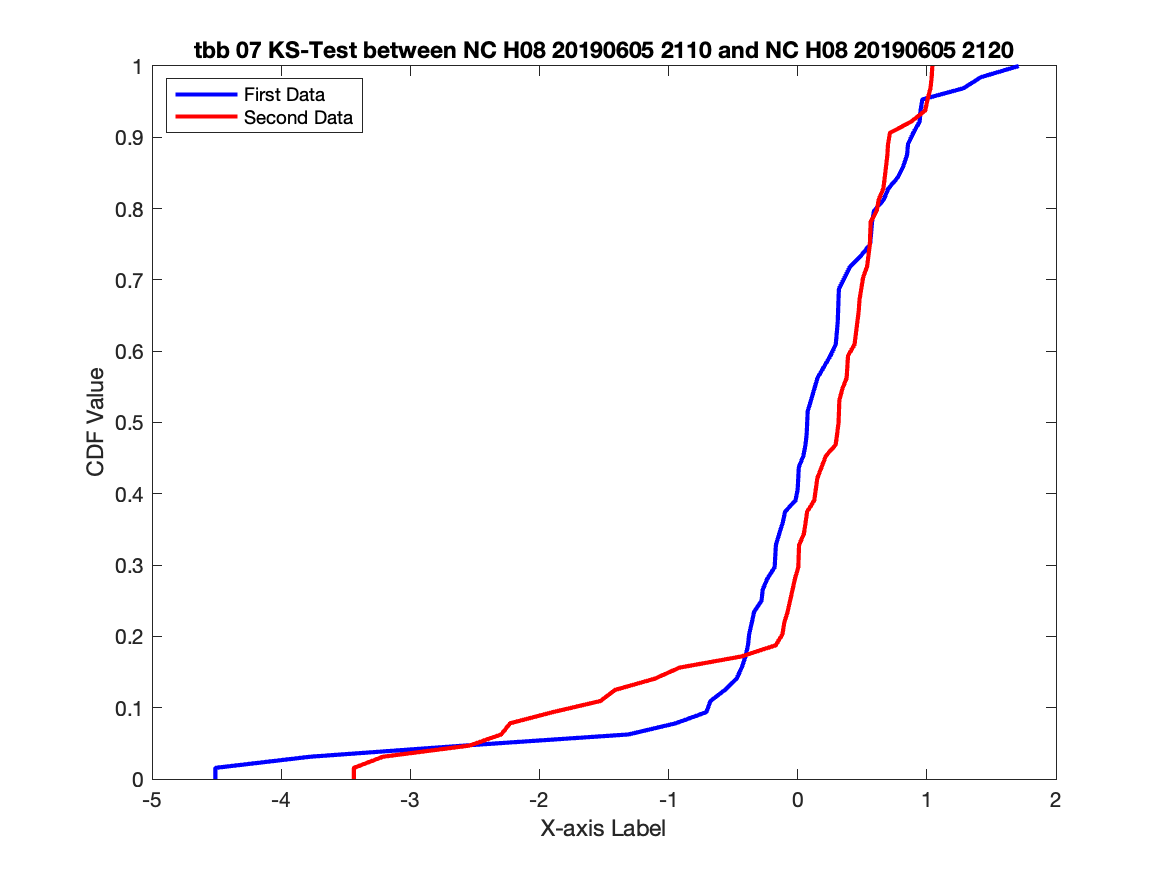 tbb 07 KS-Test between NC H08 20190605 2110 and NC H08 20190605 2120
First Data
Second Data
1
0.9
0.8
0.7
0.6
0.5
0.4
0.3
0.2
0.1
0
CDF Value
-5 -4 -3 -2 -1 0 1 2
X-axis Label